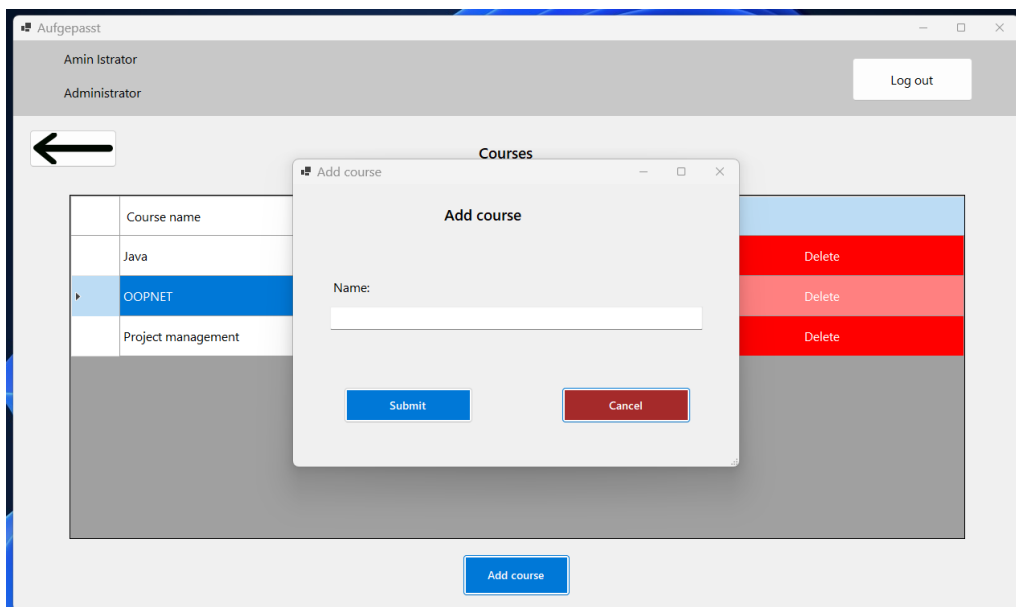 Aufgepasst
Amin Istrator
Administrator
Log out
Courses
Add course
Add course
Course name
Java
Delete
OOPNET
Delete
Project management
Delete
Name:
Submit
Cancel
Add course